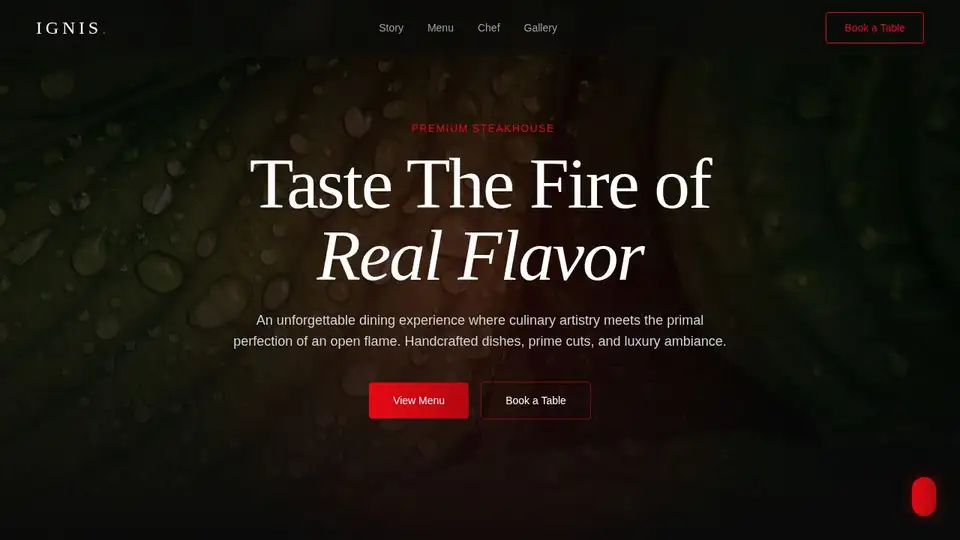 IGNIS.
Story
Menu
Chef
Gallery
Book a Table
PREMIUM STEAKHOUSE
Taste The Fire of
Real Flavor
An unforgettable dining experience where culinary artistry meets the primal
perfection of an open flame. Handcrafted dishes, prime cuts, and luxury ambiance.
View Menu
Book a Table